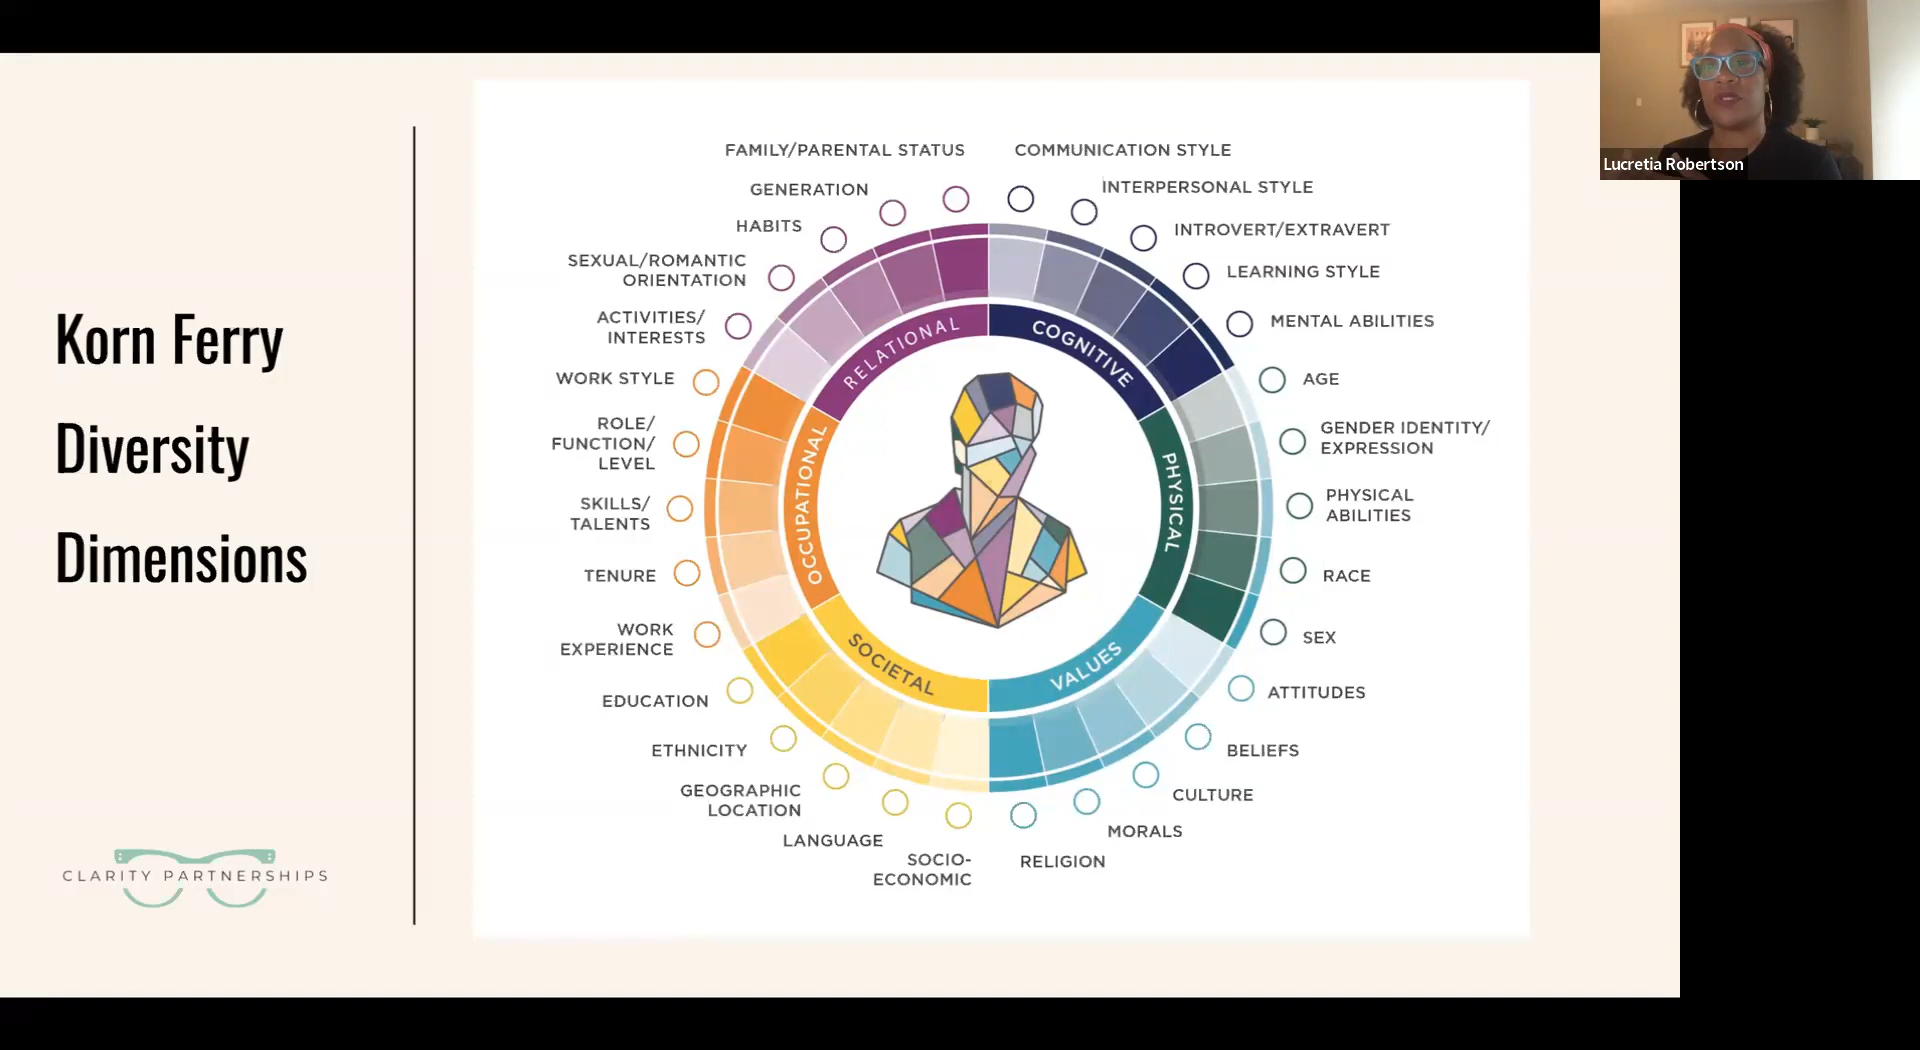 Korn Ferry
Diversity
Dimensions
CLARITY PARTNERSHIPS
FAMILY/PARENTAL STATUS
GENERATION
HABITS
SEXUAL/ROMANTIC
ORIENTATION
ACTIVITIES/
INTERESTS
WORK STYLE
ROLE/
FUNCTION/
LEVEL
SKILLS/
TALENTS
TENURE
WORK
EXPERIENCE
EDUCATION
ETHNICITY
GEOGRAPHIC
LOCATION
LANGUAGE
SOCIO-
ECONOMIC
COMMUNICATION STYLE
INTERPERSONAL STYLE
INTROVERT/EXTRAVERT
LEARNING STYLE
MENTAL ABILITIES
AGE
GENDER IDENTITY/
EXPRESSION
PHYSICAL
ABILITIES
RACE
SEX
ATTITUDES
BELIEFS
CULTURE
MORALS
RELIGION
RELATIONAL
COGNITIVE
PHYSICAL
VALUES
SOCIETAL
OCCUPATIONAL
Lucretia Robertson